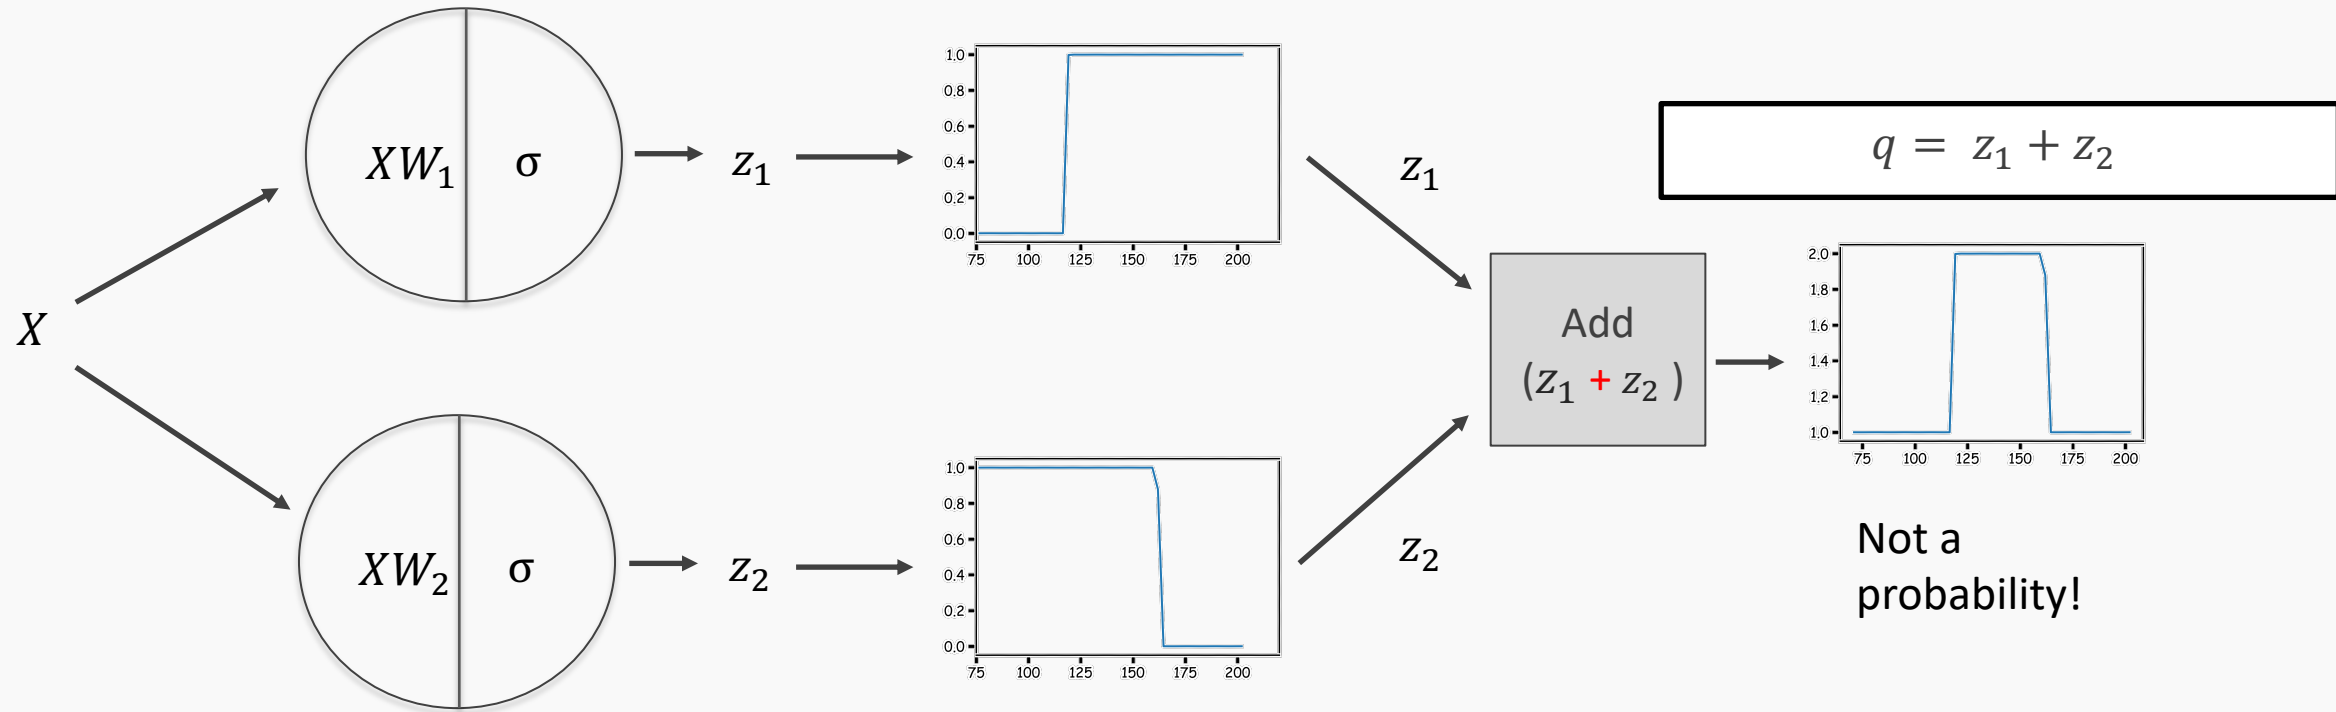 X
XW₁ σ
z₁
1.0
0.8
0.6
0.4
0.2
0.0
75 100 125 150 175 200
z₁
q = z₁ + z₂
XW₂ σ
z₂
1.0
0.8
0.6
0.4
0.2
0.0
75 100 125 150 175 200
z₂
Add
(z₁ + z₂ )
2.0
1.8
1.6
1.4
1.2
1.0
75 100 125 150 175 200
Not a
probability!